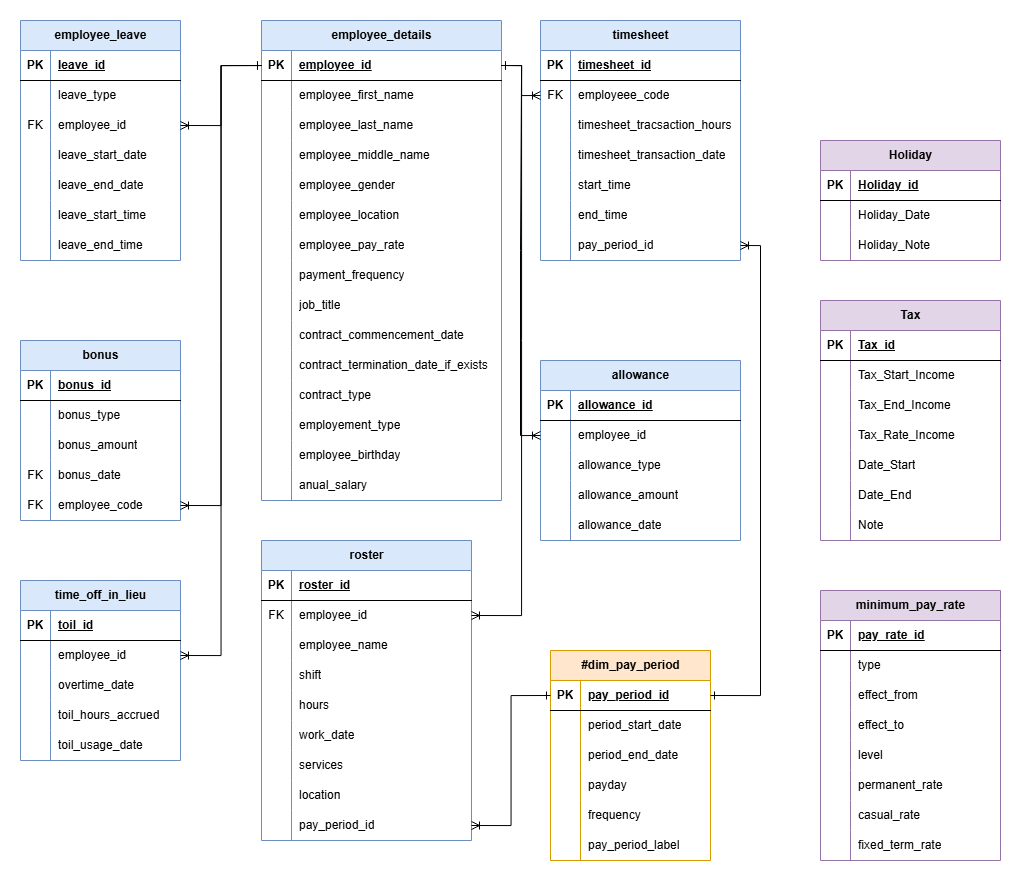 employee_leave
PK leave_id
leave_type
FK employee_id
leave_start_date
leave_end_date
leave_start_time
leave_end_time
bonus
PK bonus_id
bonus_type
bonus_amount
FK bonus_date
FK employee_code
time_off_in_lieu
PK toil_id
employee_id
overtime_date
toil_hours_accrued
toil_usage_date
employee_details
PK employee_id
employee_first_name
employee_last_name
employee_middle_name
employee_gender
employee_location
employee_pay_rate
payment_frequency
job_title
contract_commencement_date
contract_termination_date_if_exists
contract_type
employement_type
employee_birthday
anual_salary
roster
PK roster_id
FK employee_id
employee_name
shift
hours
work_date
services
location
pay_period_id
timesheet
PK timesheet_id
FK employeee_code
timesheet_tracsaction_hours
timesheet_transaction_date
start_time
end_time
pay_period_id
allowance
PK allowance_id
employee_id
allowance_type
allowance_amount
allowance_date
#dim_pay_period
PK pay_period_id
period_start_date
period_end_date
payday
frequency
pay_period_label
Holiday
PK Holiday_id
Holiday_Date
Holiday_Note
Tax
PK Tax_id
Tax_Start_Income
Tax_End_Income
Tax_Rate_Income
Date_Start
Date_End
Note
minimum_pay_rate
PK pay_rate_id
type
effect_from
effect_to
level
permanent_rate
casual_rate
fixed_term_rate